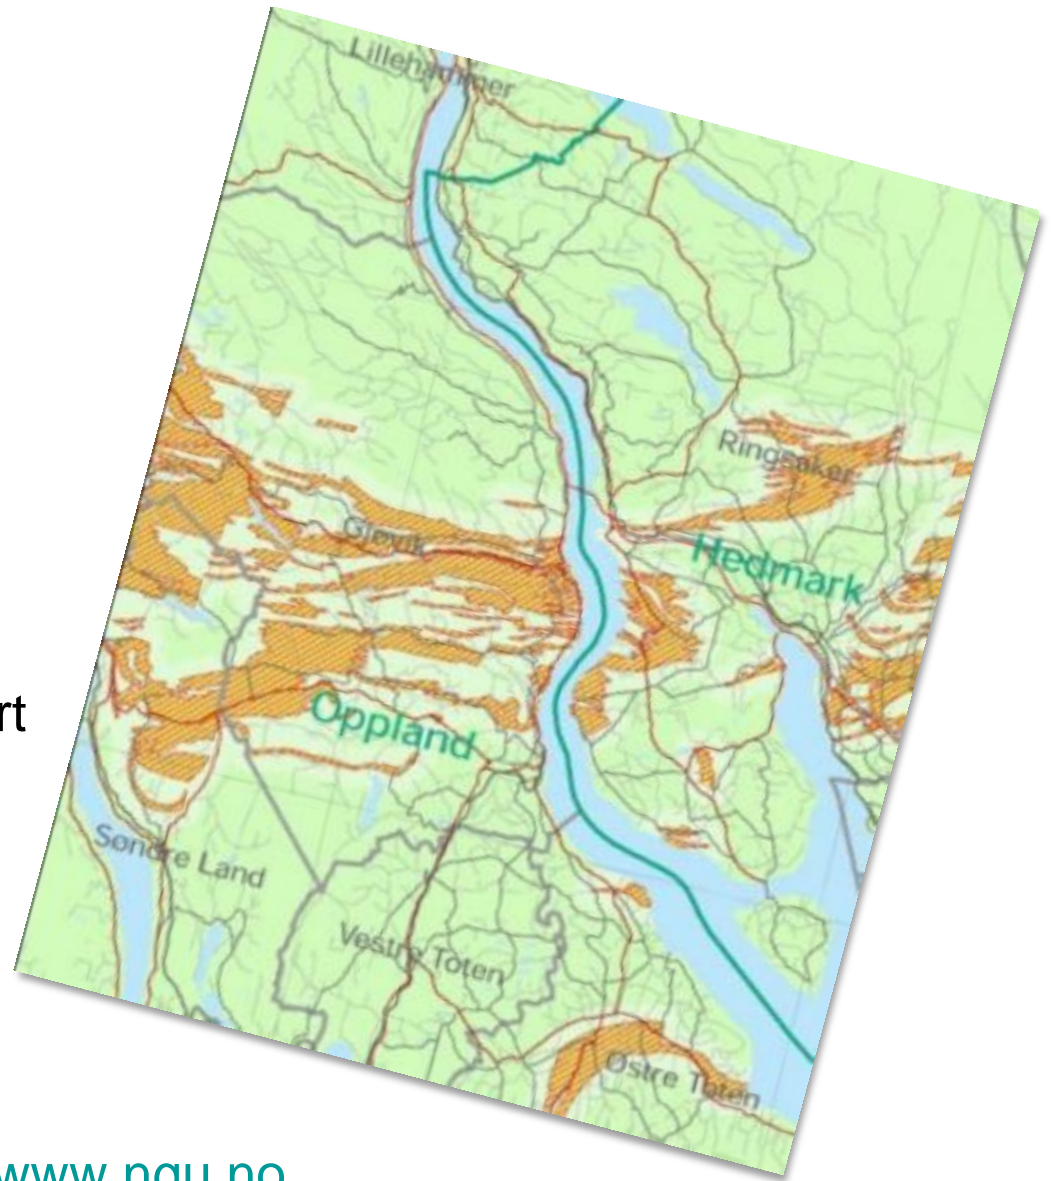 Lillehammer
Ringsaker
Gjøvik
Hedmark
rt
Oppland
Søndre Land
Vestre Toten
Østre Toten
www.ngu.no